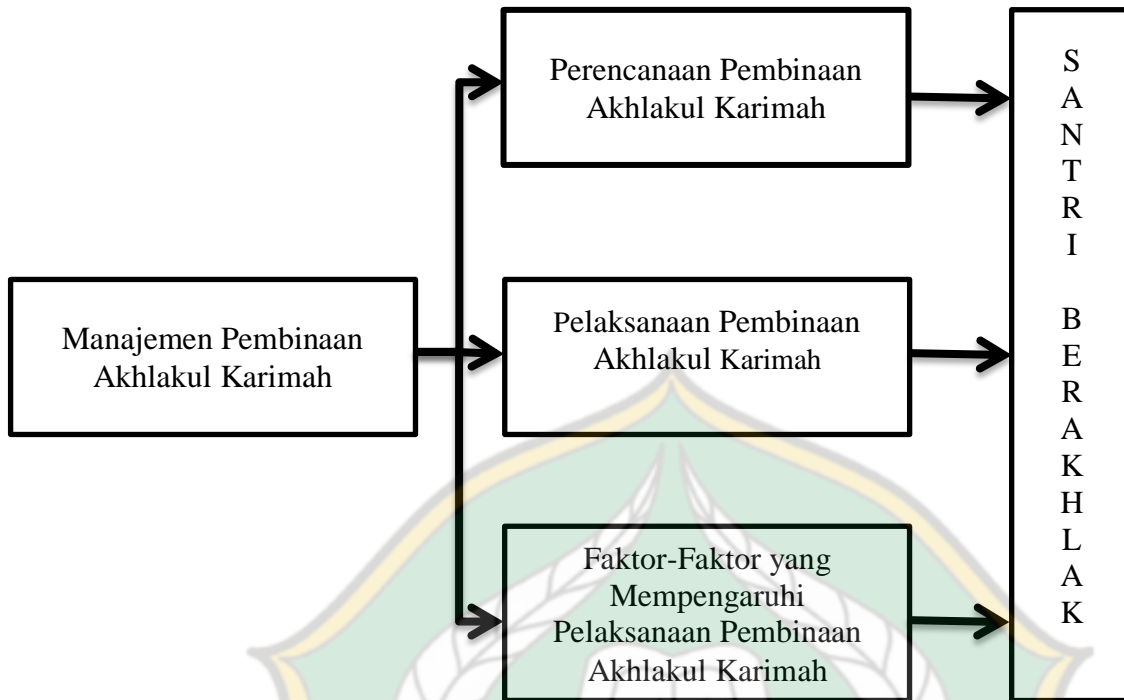 Manajemen Pembinaan
Akhlakul Karimah
Perencanaan Pembinaan
Akhlakul Karimah
Pelaksanaan Pembinaan
Akhlakul Karimah
Faktor-Faktor yang
Mempengaruhi
Pelaksanaan Pembinaan
Akhlakul Karimah
S
A
N
T
R
I
B
E
R
A
K
H
L
A
K